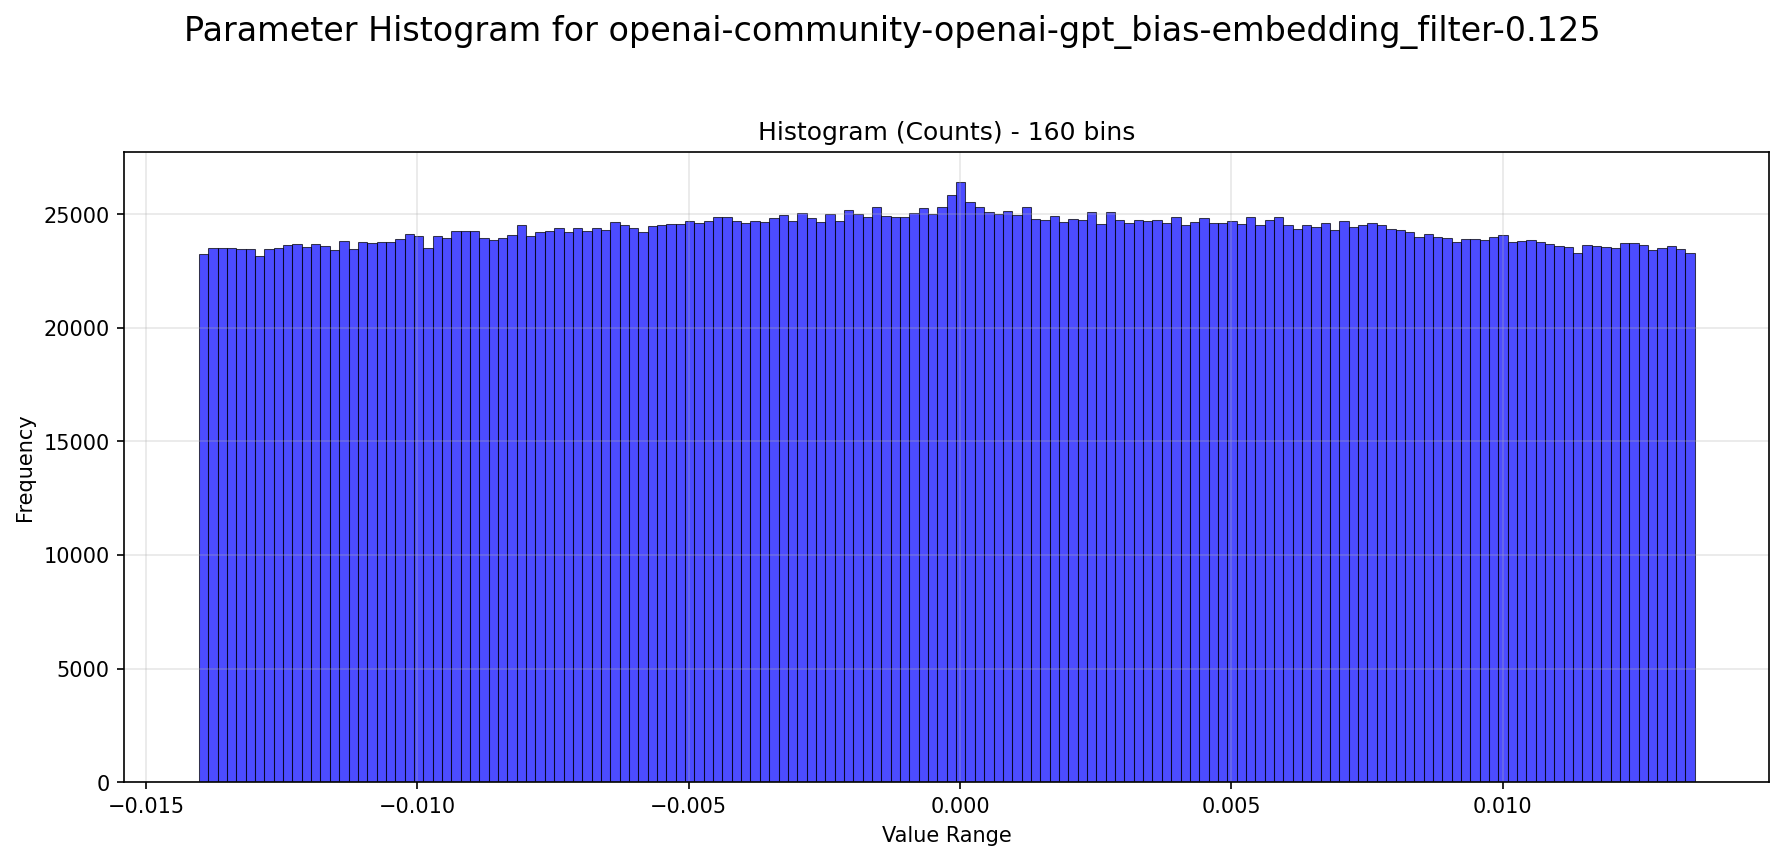 Parameter Histogram for openai-community-openai-gpt_bias-embedding_filter-0.125
Histogram (Counts) - 160 bins
Frequency
25000
20000
15000
10000
5000
0
−0.015 −0.010 −0.005 0.000 0.005 0.010
Value Range